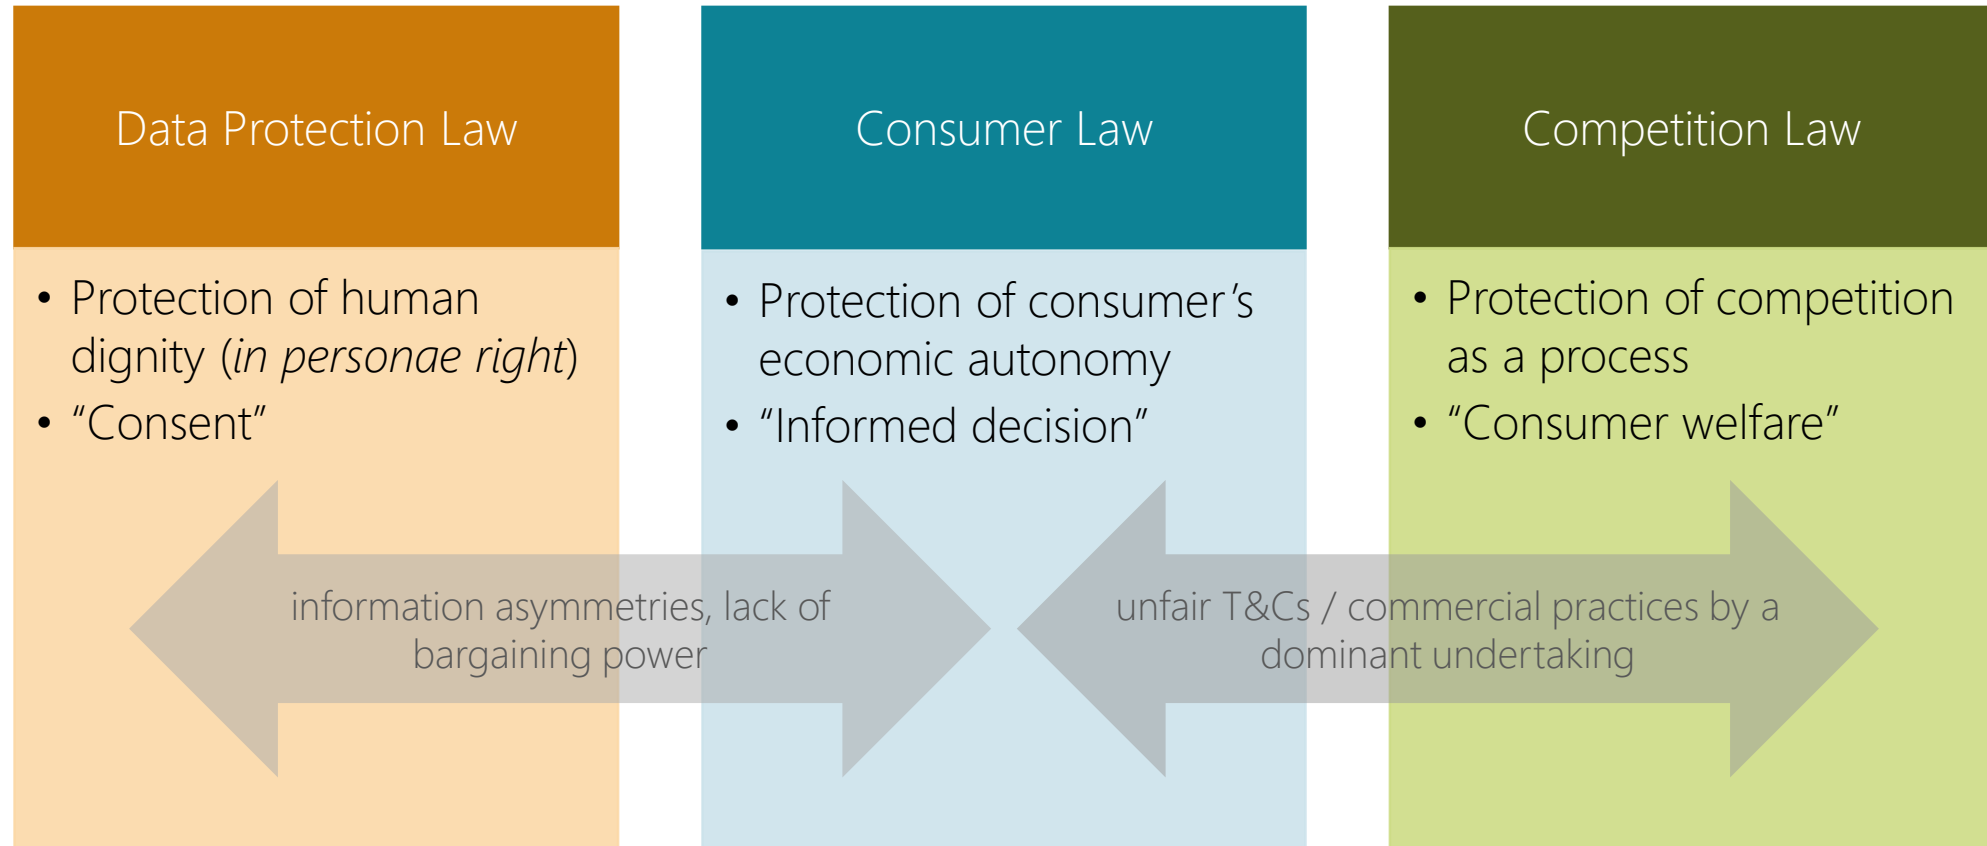 Data Protection Law
• Protection of human
dignity (in personae right)
• “Consent”
Consumer Law
• Protection of consumer’s
economic autonomy
• “Informed decision”
Competition Law
• Protection of competition
as a process
• “Consumer welfare”
information asymmetries, lack of
bargaining power
unfair T&Cs / commercial practices by a
dominant undertaking